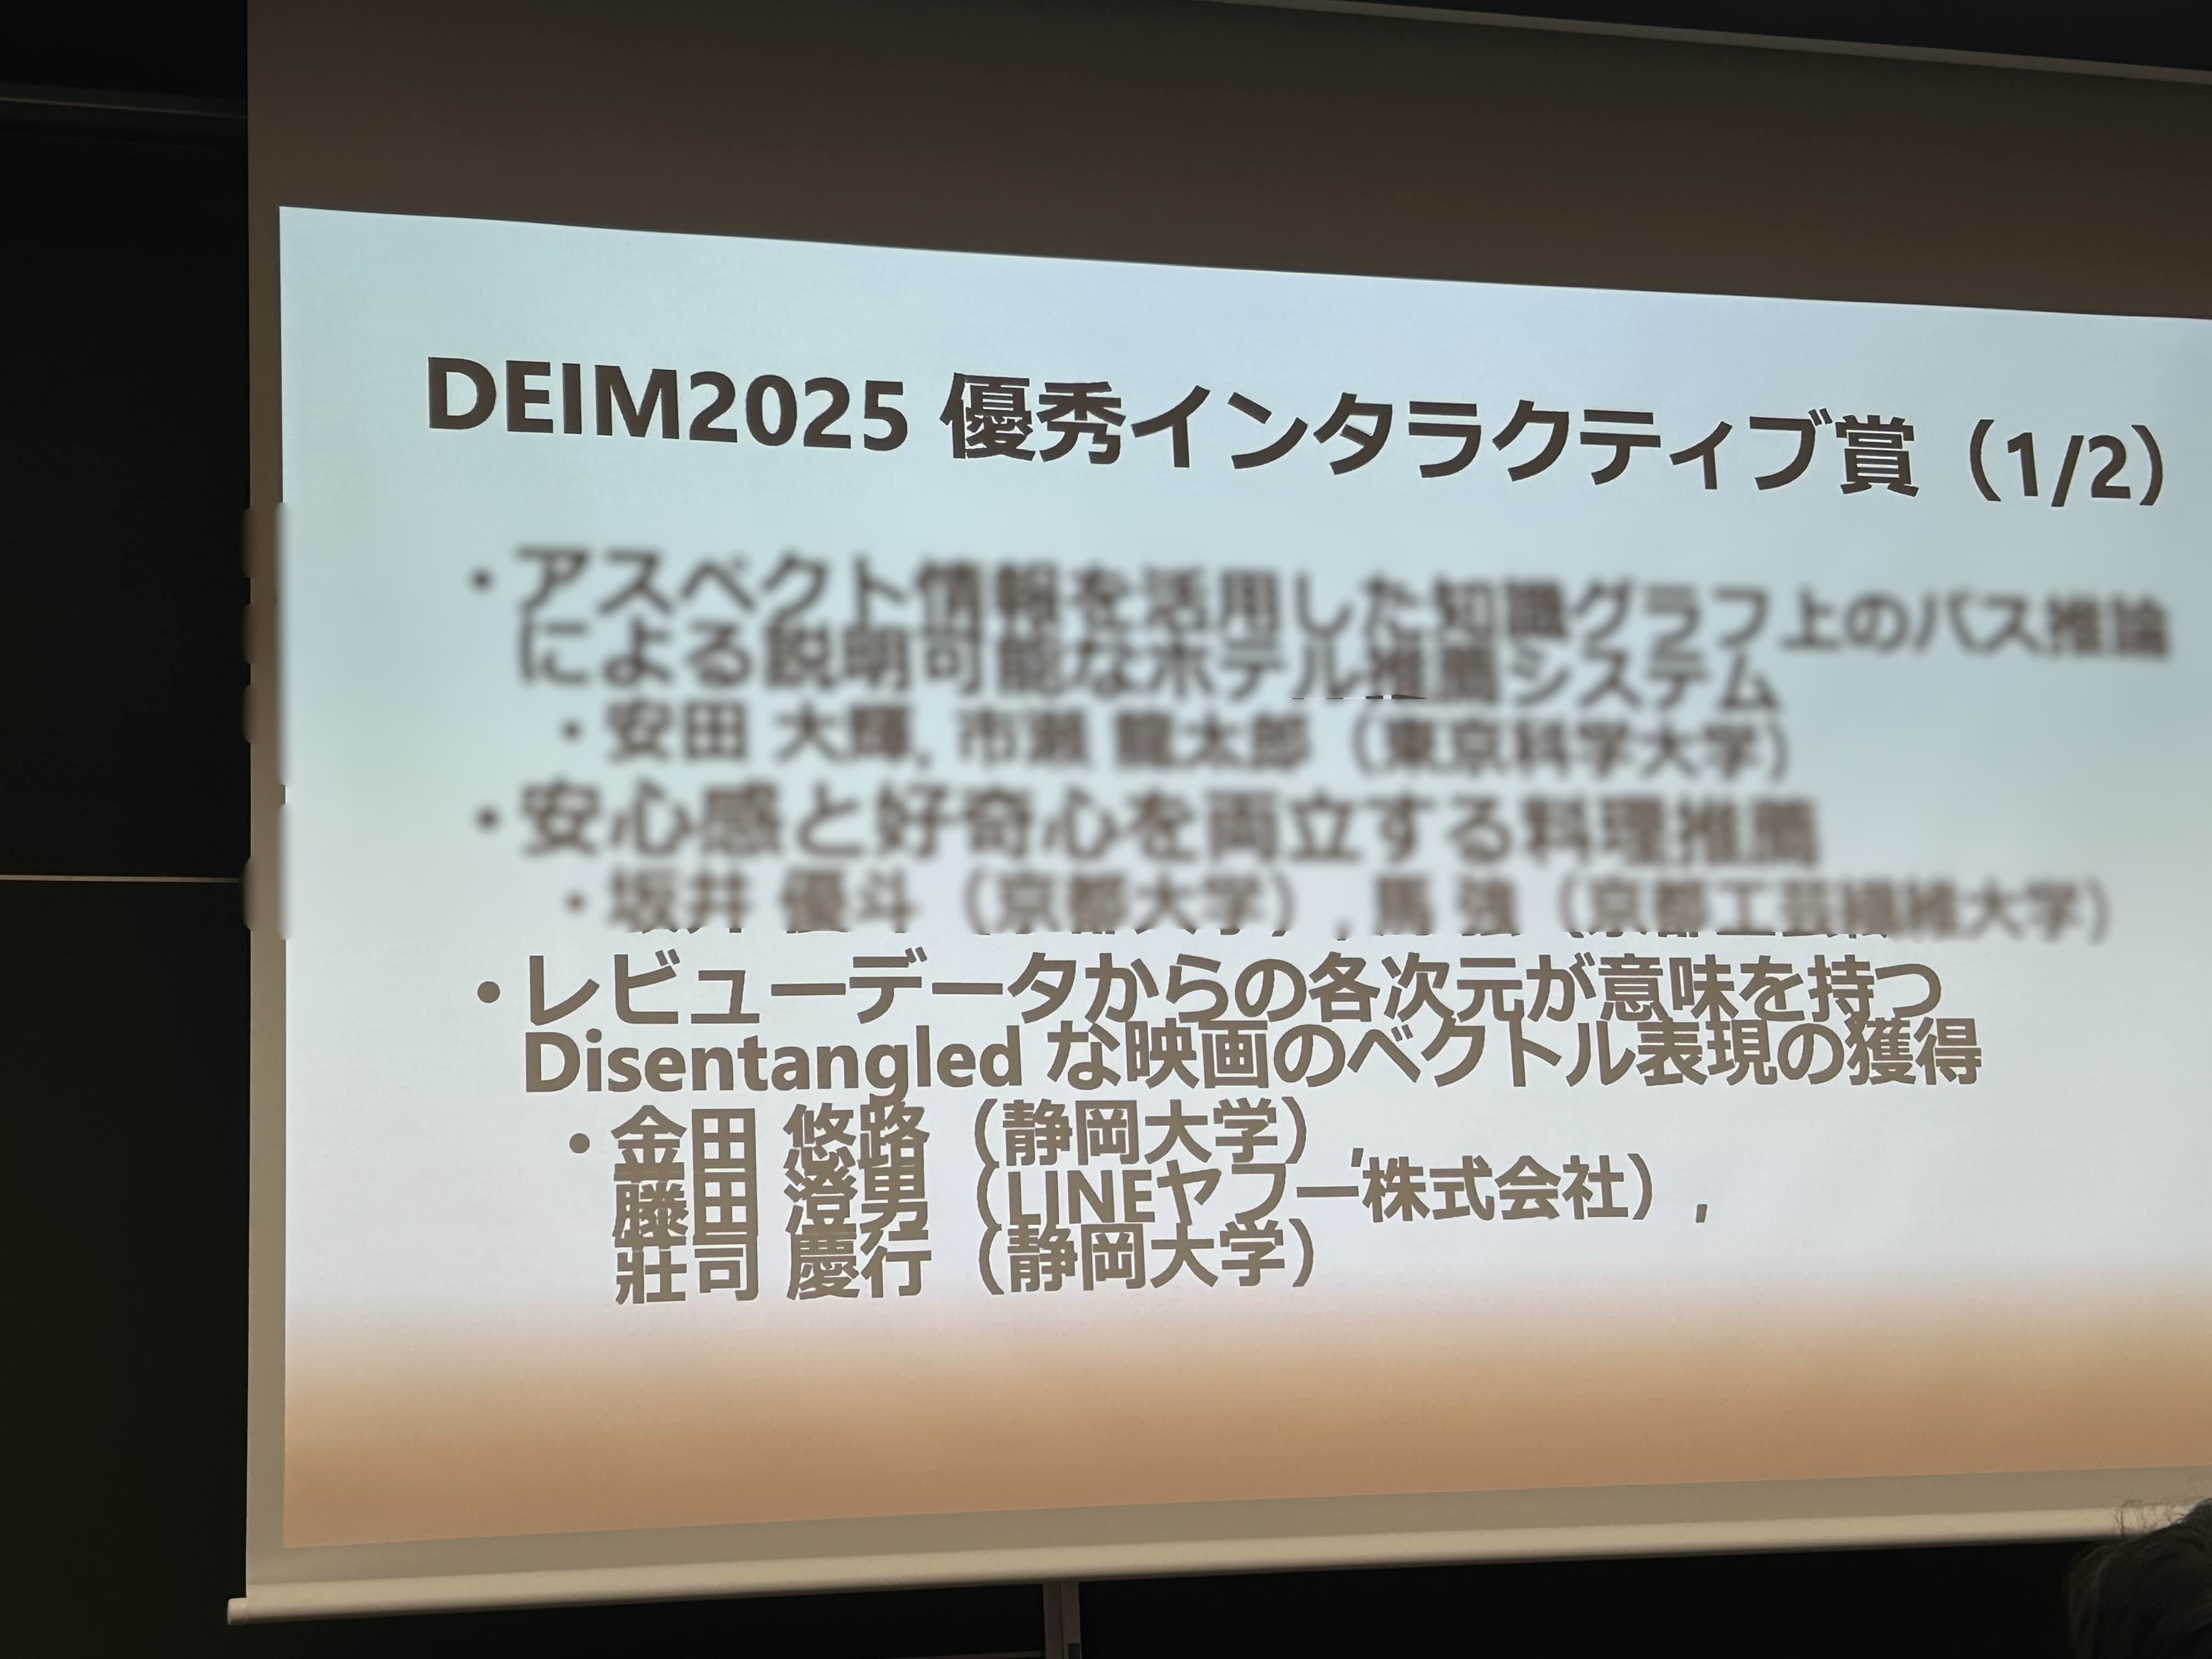 DEIM2025 優秀インタラクティブ賞（1/2）
・アスペクト情報を活用した知識グラフ上のパス推論
による説明可能なホテル推薦システム
・安田 大輝, 市瀬 龍太郎（東京科学大学）
・安心感と好奇心を両立する料理推薦
・坂井 優斗（京都大学）, 馬 強（京都工芸繊維大学）
・レビューデータからの各次元が意味を持つ
Disentangled な映画のベクトル表現の獲得
・金田 悠路（静岡大学）,
藤田 澄男（LINEヤフー株式会社）,
莊司 慶行（静岡大学）